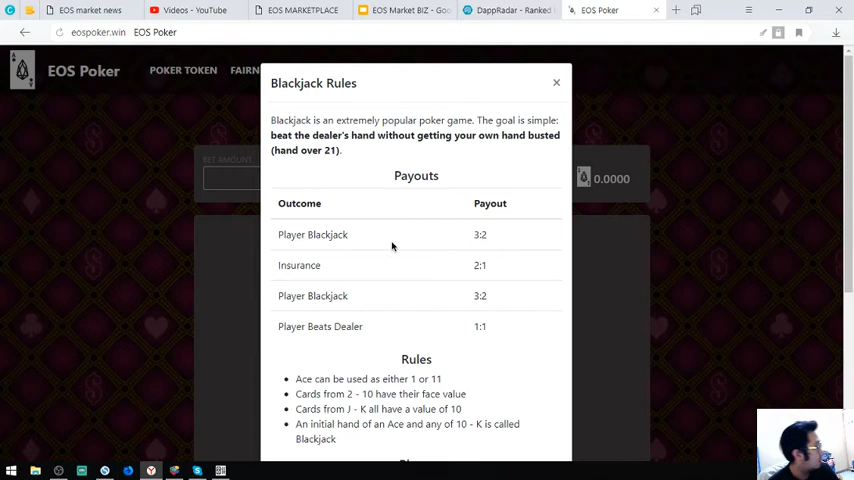 EOS market news
Videos - YouTube
EOS MARKETPLACE
EOS Market BIZ - Goo
DappRadar - Ranked
EOS Poker
eospoker.win EOS Poker
EOS Poker
POKER TOKEN
FAIRN
Blackjack Rules
Blackjack is an extremely popular poker game. The goal is simple:
beat the dealer's hand without getting your own hand busted
(hand over 21).
BET AMOUNT
Payouts
0.0000
Outcome Payout
Player Blackjack 3:2
Insurance 2:1
Player Blackjack 3:2
Player Beats Dealer 1:1
Rules
• Ace can be used as either 1 or 11
• Cards from 2 - 10 have their face value
• Cards from J - K all have a value of 10
• An initial hand of an Ace and any of 10 - K is called
Blackjack